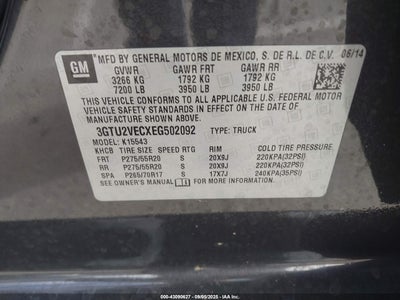 GM
MFD BY GENERAL MOTORS DE MEXICO, S. DE R.L. DE C.V. 06/14
GVWR GAWR FRT GAWR RR
3266 KG 1792 KG 1792 KG
7200 LB 3950 LB 3950 LB
THIS VEHICLE CONFORMS TO ALL APPLICABLE U.S. FEDERAL MOTOR
VEHICLE SAFETY STANDARDS IN EFFECT ON THE DATE OF
MANUFACTURE SHOWN ABOVE.
3GTU2VECXEG502092 TYPE: TRUCK
MODEL: K15543
KHCB TIRE SIZE SPEED RTG RIM COLD TIRE PRESSURE
FRT P275/55R20 S 20X9J 220KPA(32PSI)
RR P275/55R20 S 20X9J 220KPA(32PSI)
SPA P265/70R17 S 17X7J 240KPA(35PSI)
SEE OWNER'S MANUAL FOR ADDITIONAL INFORMATION.
STOCK#: 43090627 - 09/05/2025 - © IAA, Inc.